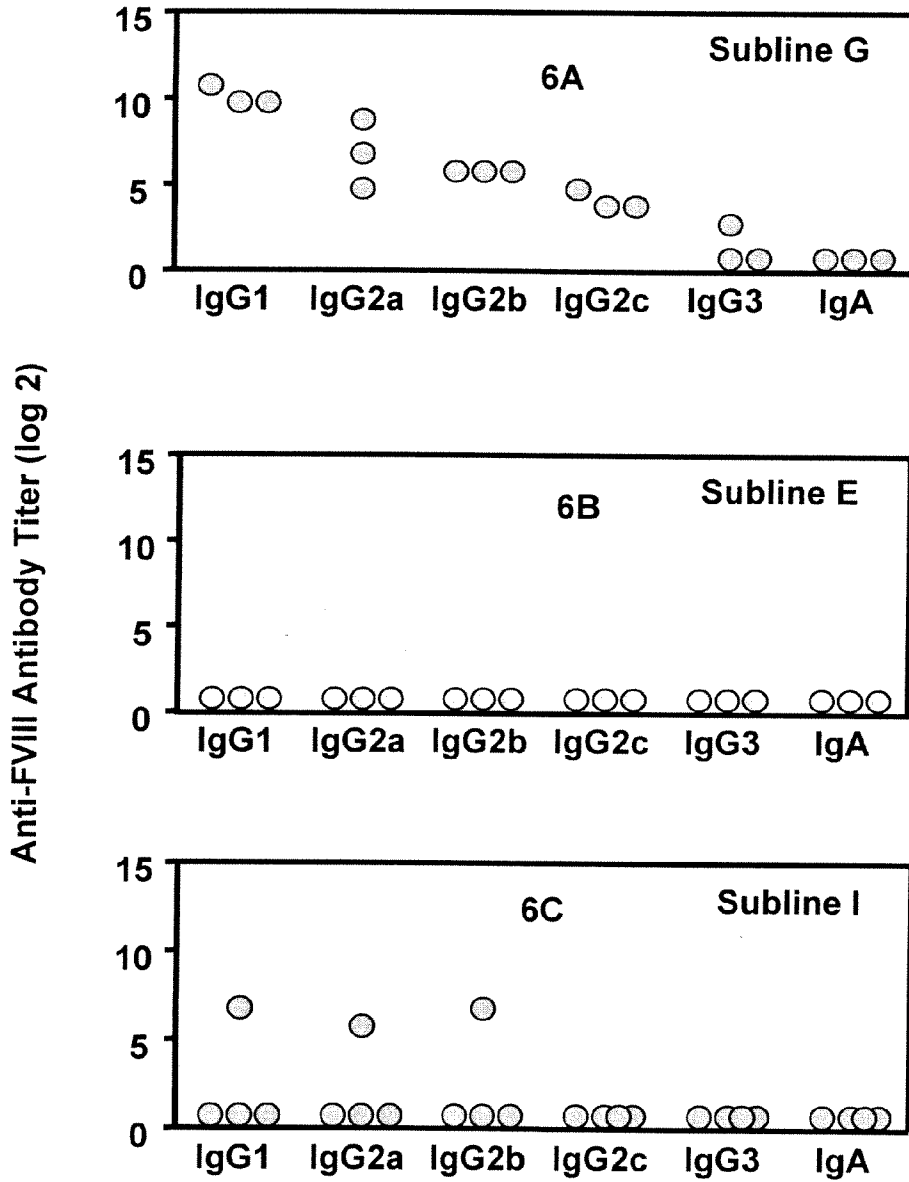 Anti-FVIII Antibody Titer (log 2)
15
10
5
0
6A
Subline G
IgG1 IgG2a IgG2b IgG2c IgG3 IgA
15
10
5
0
6B
Subline E
IgG1 IgG2a IgG2b IgG2c IgG3 IgA
15
10
5
0
6C
Subline I
IgG1 IgG2a IgG2b IgG2c IgG3 IgA